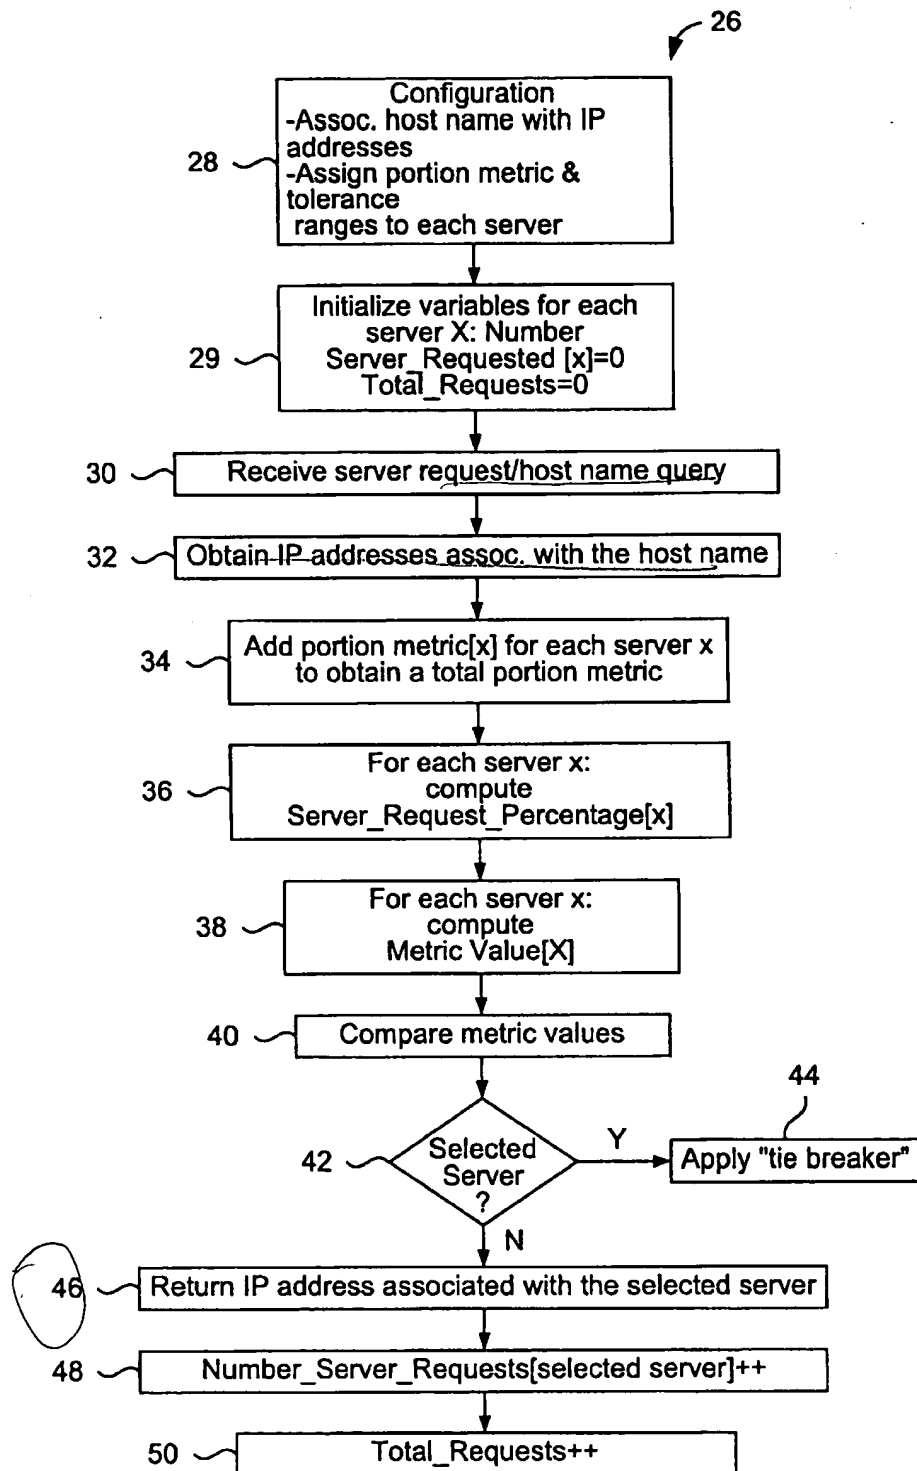 26
Configuration
-Assoc. host name with IP
addresses
-Assign portion metric &
tolerance
ranges to each server
28
Initialize variables for each
server X: Number
Server_Requested [x]=0
Total_Requests=0
29
30
Receive server request/host name query
32
Obtain IP addresses assoc. with the host name
34
Add portion metric[x] for each server x
to obtain a total portion metric
36
For each server x:
compute
Server_Request_Percentage[x]
38
For each server x:
compute
Metric Value[X]
40
Compare metric values
42
Selected
Server
?
Y
44
Apply "tie breaker"
N
46
Return IP address associated with the selected server
48
Number_Server_Requests[selected server]++
50
Total_Requests++